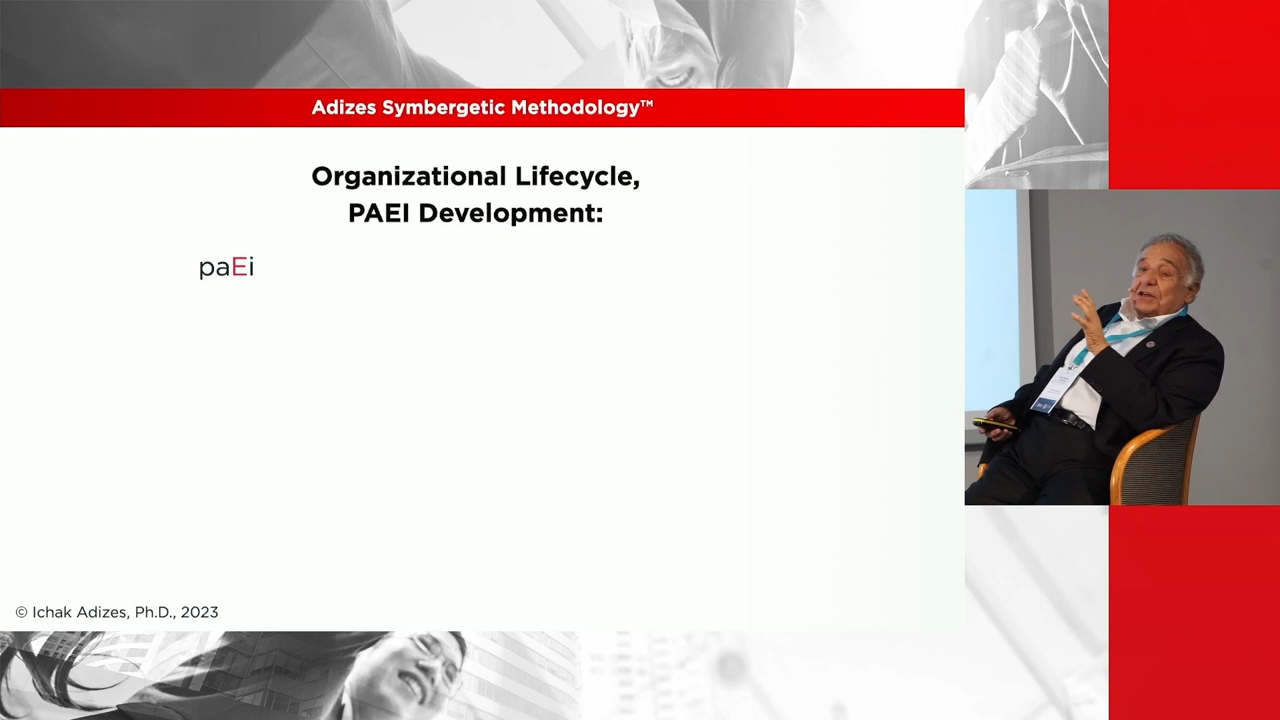 Adizes Symbergetic Methodology™
Organizational Lifecycle,
PAEI Development:
paEi
© Ichak Adizes, Ph.D., 2023